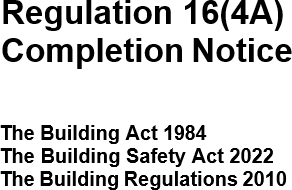 Regulation 16(4A)
Completion Notice
The Building Act 1984
The Building Safety Act 2022
The Building Regulations 2010